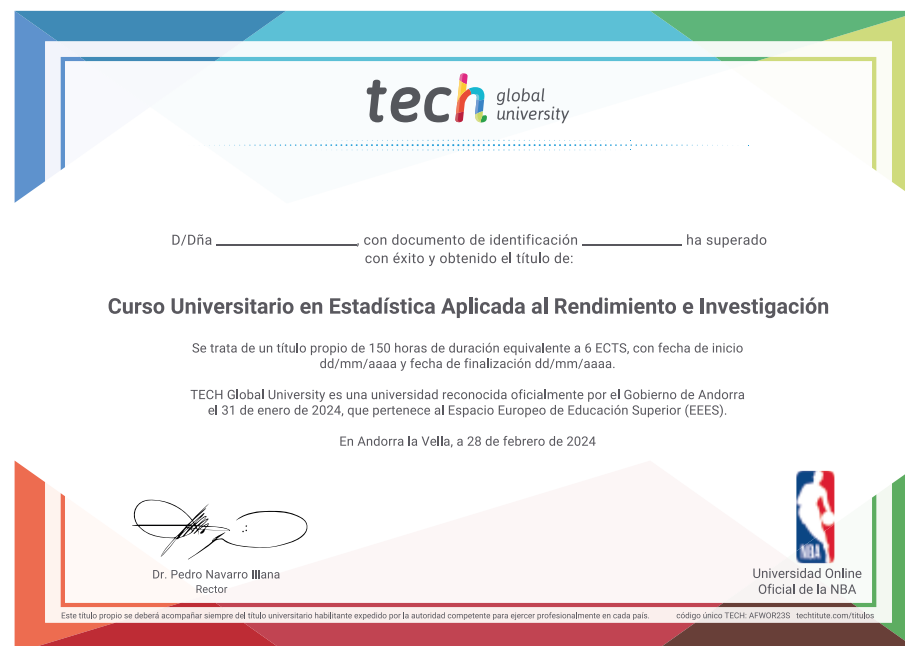 tech global university
D/Dña ____________________, con documento de identificación ______________ ha superado
con éxito y obtenido el título de:
Curso Universitario en Estadística Aplicada al Rendimiento e Investigación
Se trata de un título propio de 150 horas de duración equivalente a 6 ECTS, con fecha de inicio
dd/mm/aaaa y fecha de finalización dd/mm/aaaa.
TECH Global University es una universidad reconocida oficialmente por el Gobierno de Andorra
el 31 de enero de 2024, que pertenece al Espacio Europeo de Educación Superior (EEES).
En Andorra la Vella, a 28 de febrero de 2024
Dr. Pedro Navarro Illana
Rector
NBA
Universidad Online
Oficial de la NBA
Este título propio se deberá acompañar siempre del título universitario habilitante expedido por la autoridad competente para ejercer profesionalmente en cada país. código único TECH: AFWOR23S techtitute.com/titulos